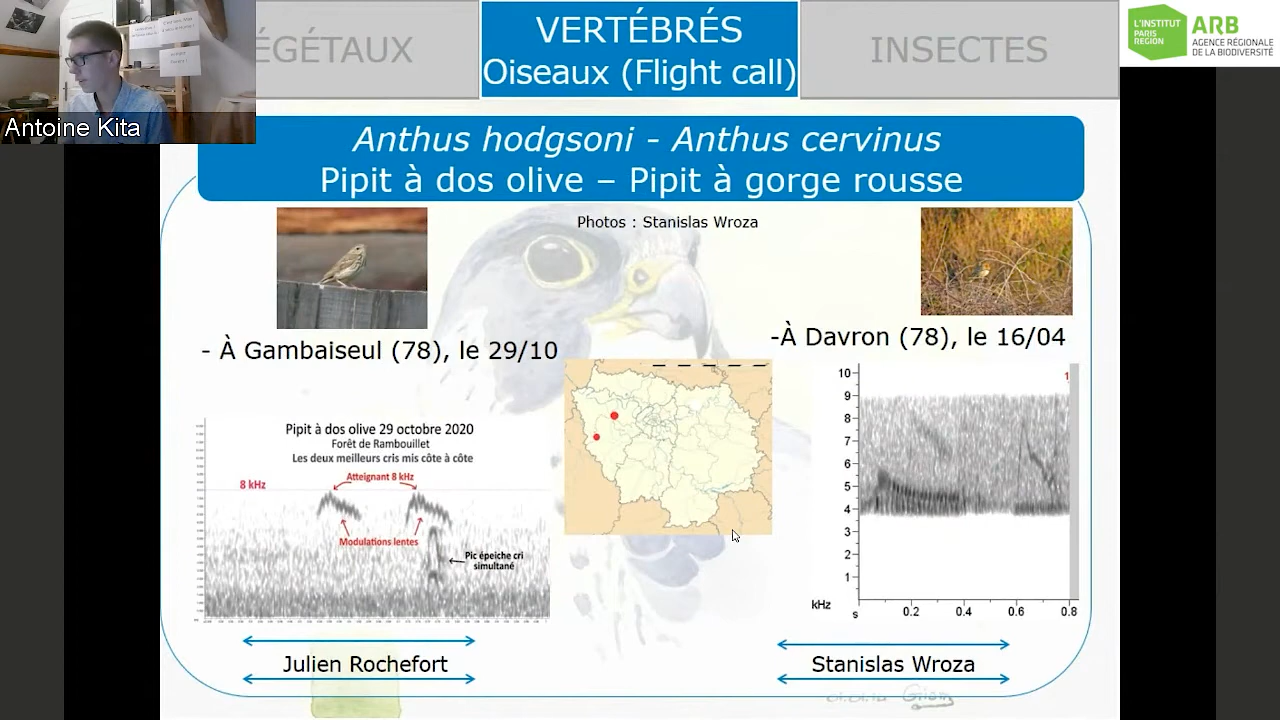 ÉGÉTAUX
VERTÉBRÉS
Oiseaux (Flight call)
INSECTES
L'INSTITUT
PARIS
REGION
ARB
AGENCE RÉGIONALE
DE LA BIODIVERSITÉ
Antoine Kita
Anthus hodgsoni - Anthus cervinus
Pipit à dos olive – Pipit à gorge rousse
Photos : Stanislas Wroza
- À Gambaiseul (78), le 29/10
-À Davron (78), le 16/04
Pipit à dos olive 29 octobre 2020
Forêt de Rambouillet
Les deux meilleurs cris mis côte à côte
Atteignant 8 kHz
8 kHz
Modulations lentes
Pic épeiche cri
simultané
10
9
8
7
6
5
4
3
2
1
kHz
s
0.2
0.4
0.6
0.8
1
Julien Rochefort
Stanislas Wroza